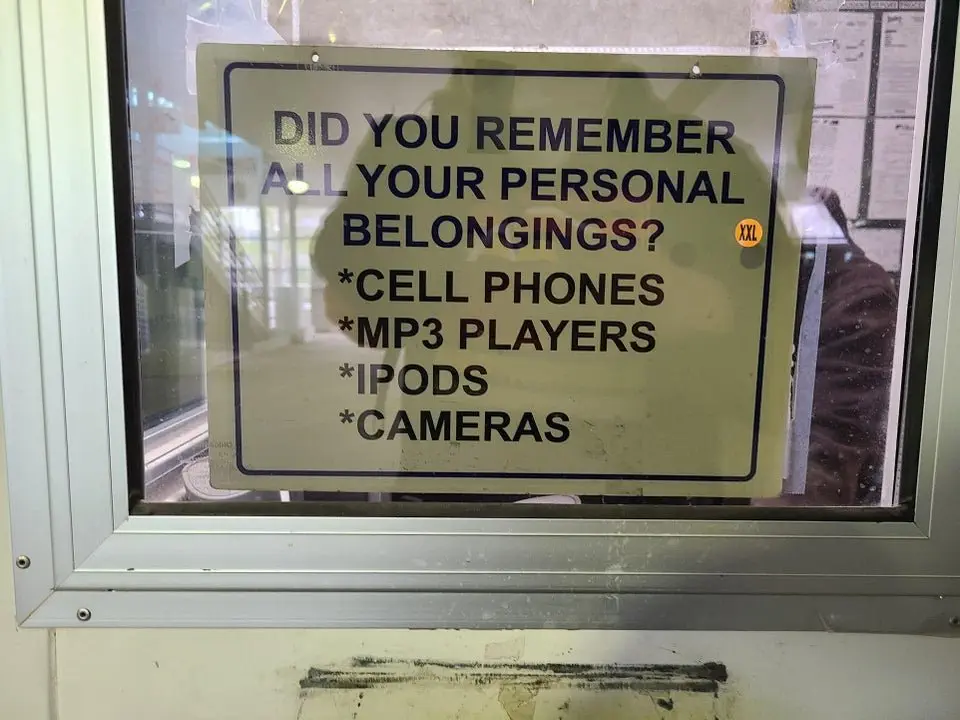 DID YOU REMEMBER
ALL YOUR PERSONAL
BELONGINGS?
XXL
*CELL PHONES
*MP3 PLAYERS
*IPODS
*CAMERAS